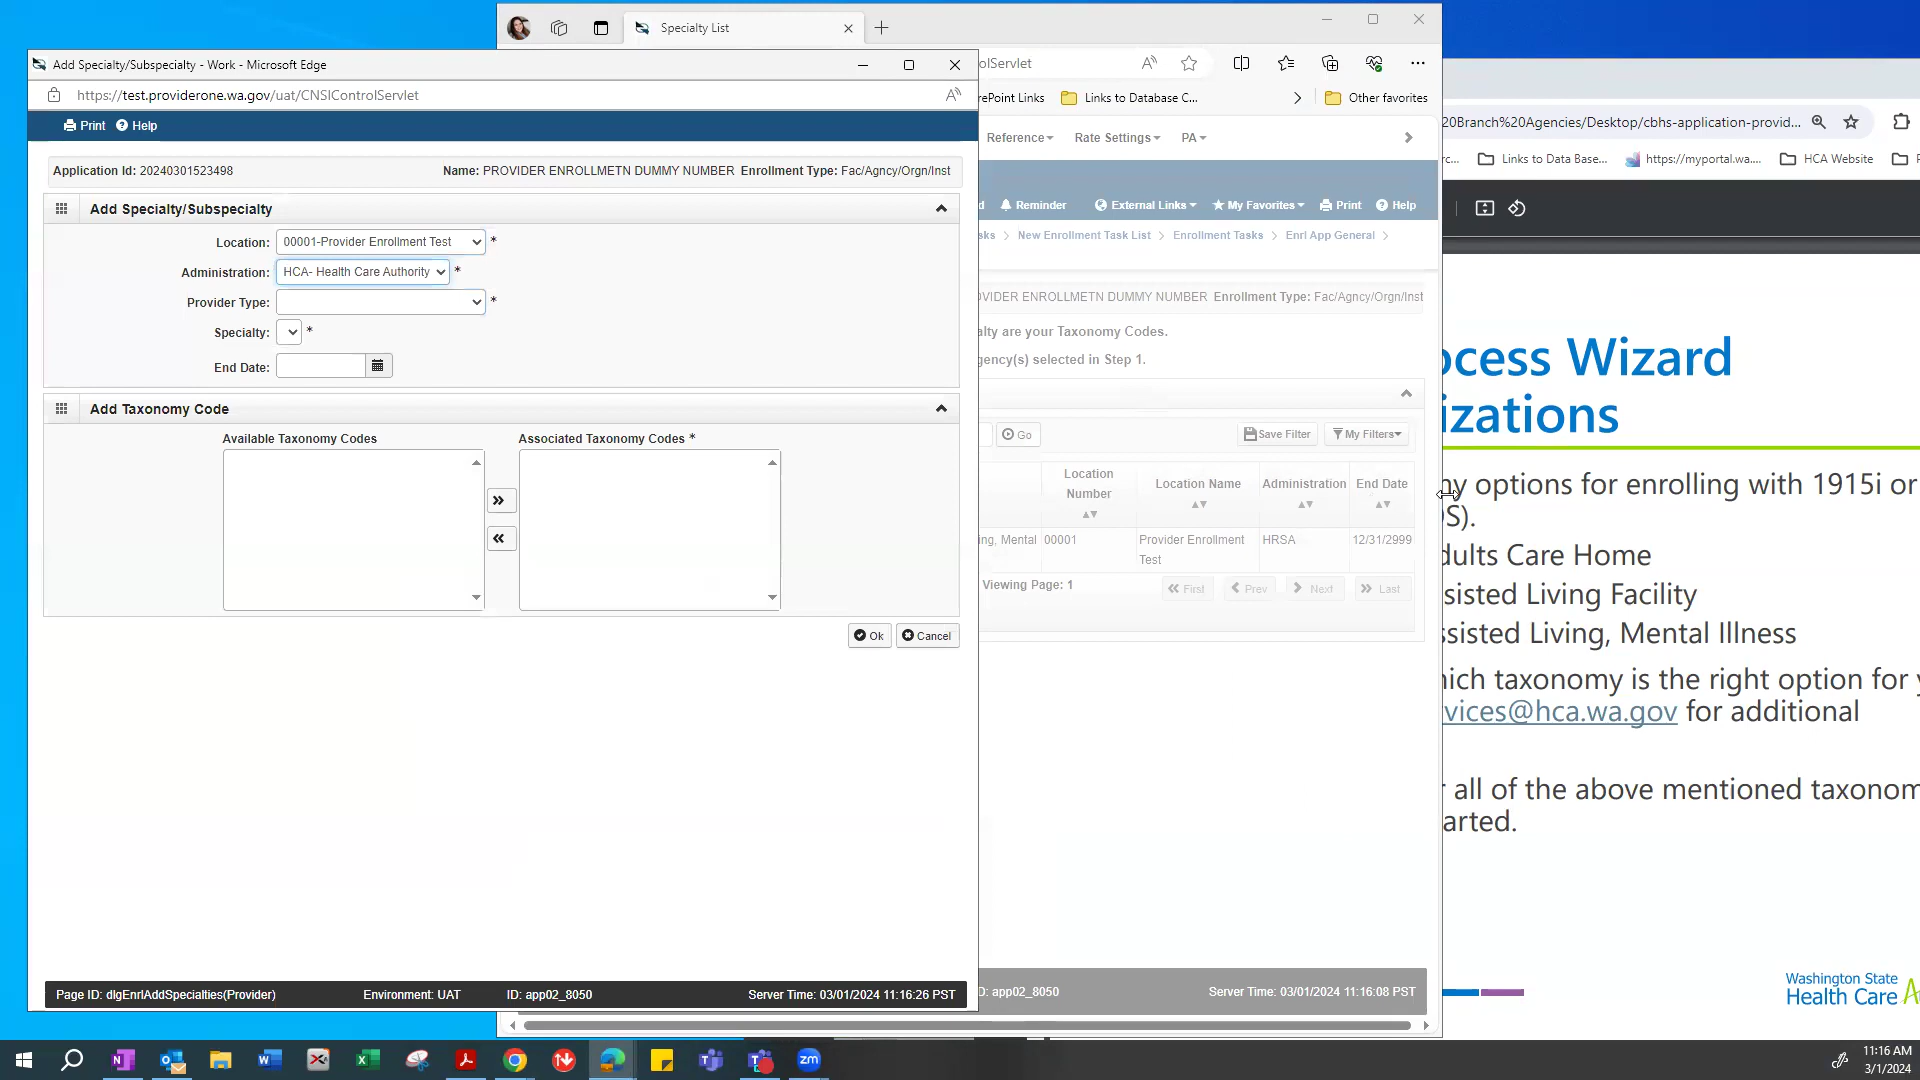 Specialty List
Add Specialty/Subspecialty - Work - Microsoft Edge
olServlet
https://test.providerone.wa.gov/uat/CNSIControlServlet
ePoint Links
Links to Database C...
Other favorites
20Branch%20Agencies/Desktop/cbhs-application-provid...
Print
Help
Reference
Rate Settings
PA
rc...
Links to Data Base...
https://myportal.wa....
HCA Website
Application Id: 20240301523498
Name: PROVIDER ENROLLMETN DUMMY NUMBER Enrollment Type: Fac/Agncy/Orgn/Inst
Add Specialty/Subspecialty
d
Reminder
External Links
My Favorites
Print
Help
Location:
00001-Provider Enrollment Test
*
sks
New Enrollment Task List
Enrollment Tasks
Enrl App General
Administration:
HCA- Health Care Authority
*
Provider Type:
*
VIDER ENROLLMETN DUMMY NUMBER Enrollment Type: Fac/Agncy/Orgn/Inst
Specialty:
*
alty are your Taxonomy Codes.
End Date:
gency(s) selected in Step 1.
ocess Wizard
izations
Add Taxonomy Code
Available Taxonomy Codes
Associated Taxonomy Codes *
Go
Save Filter
My Filters
Location
Number
Location Name
Administration
End Date
ng, Mental
00001
Provider Enrollment
Test
HRSA
12/31/2999
Viewing Page: 1
First
Prev
Next
Last
Ok
Cancel
ny options for enrolling with 1915i or
S).
dults Care Home
sisted Living Facility
ssisted Living, Mental Illness
hich taxonomy is the right option for y
vices@hca.wa.gov for additional
r all of the above mentioned taxonom
arted.
Page ID: dlgEnrlAddSpecialties(Provider)
Environment: UAT
ID: app02_8050
Server Time: 03/01/2024 11:16:26 PST
D: app02_8050
Server Time: 03/01/2024 11:16:08 PST
Washington State
Health Care A
11:16 AM
3/1/2024